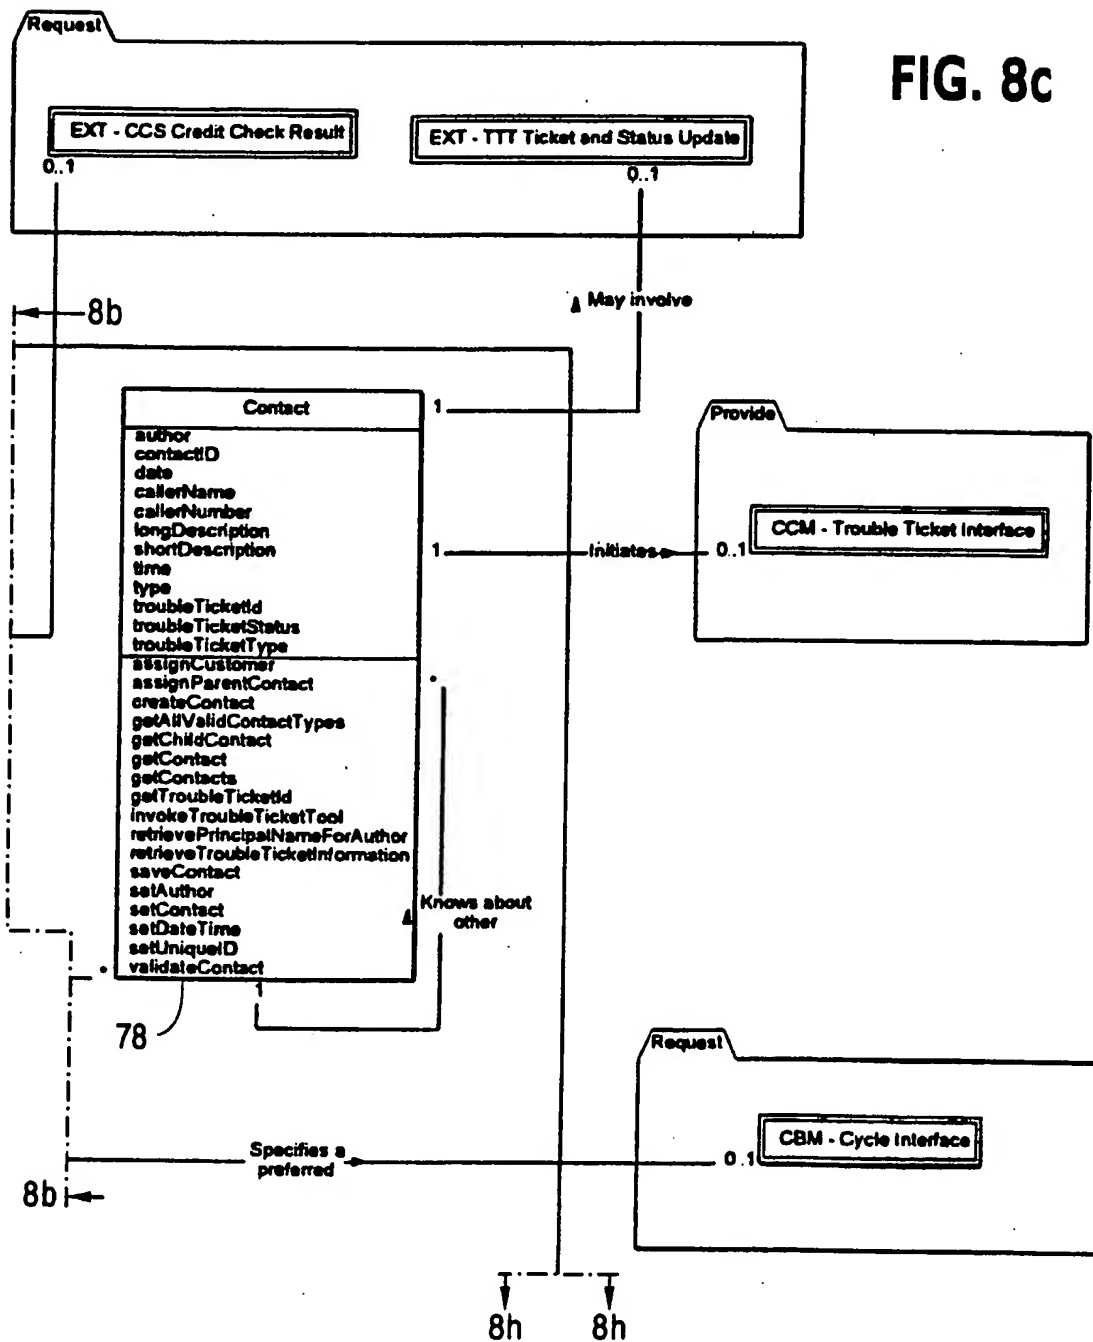 Request
FIG. 8c
EXT - CCS Credit Check Result
EXT - TTT Ticket and Status Update
0..1
0..1
May involve
8b
Contact
1
author
contactID
date
callerName
callerNumber
longDescription
shortDescription
time
type
troubleTicketId
troubleTicketStatus
troubleTicketType
Provide
CCM - Trouble Ticket Interface
1
Initiates
0..1
assignCustomer
assignParentContact
createContact
getAllValidContactTypes
getChildContact
getContact
getContacts
getTroubleTicketId
invokeTroubleTicketTool
retrievePrincipalNameForAuthor
retrieveTroubleTicketInformation
saveContact
setAuthor
setContact
setDateTime
setUniqueID
validateContact
*
Knows about
other
*
78
Request
CBM - Cycle Interface
Specifies a
preferred
0..1
8b
8h
8h